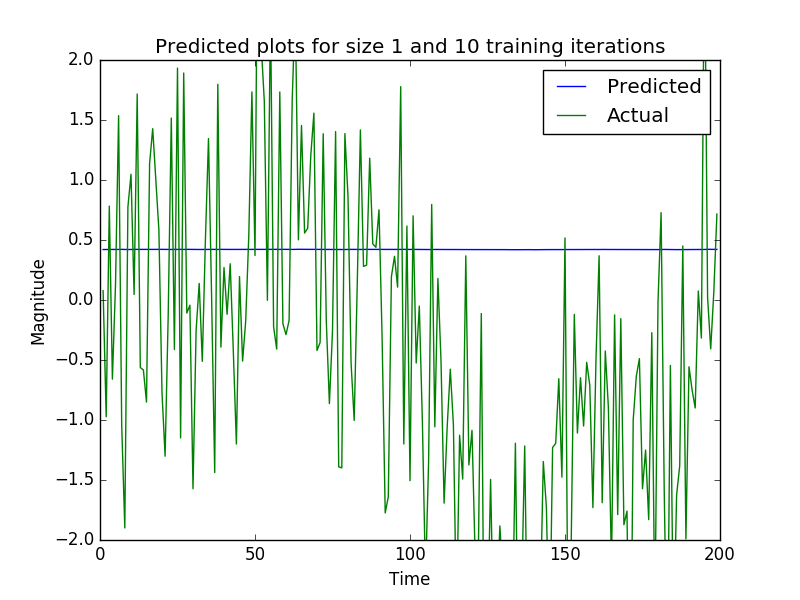 Predicted plots for size 1 and 10 training iterations
Predicted
Actual
2.0
1.5
1.0
0.5
0.0
−0.5
−1.0
−1.5
−2.0
Magnitude
0 50 100 150 200
Time